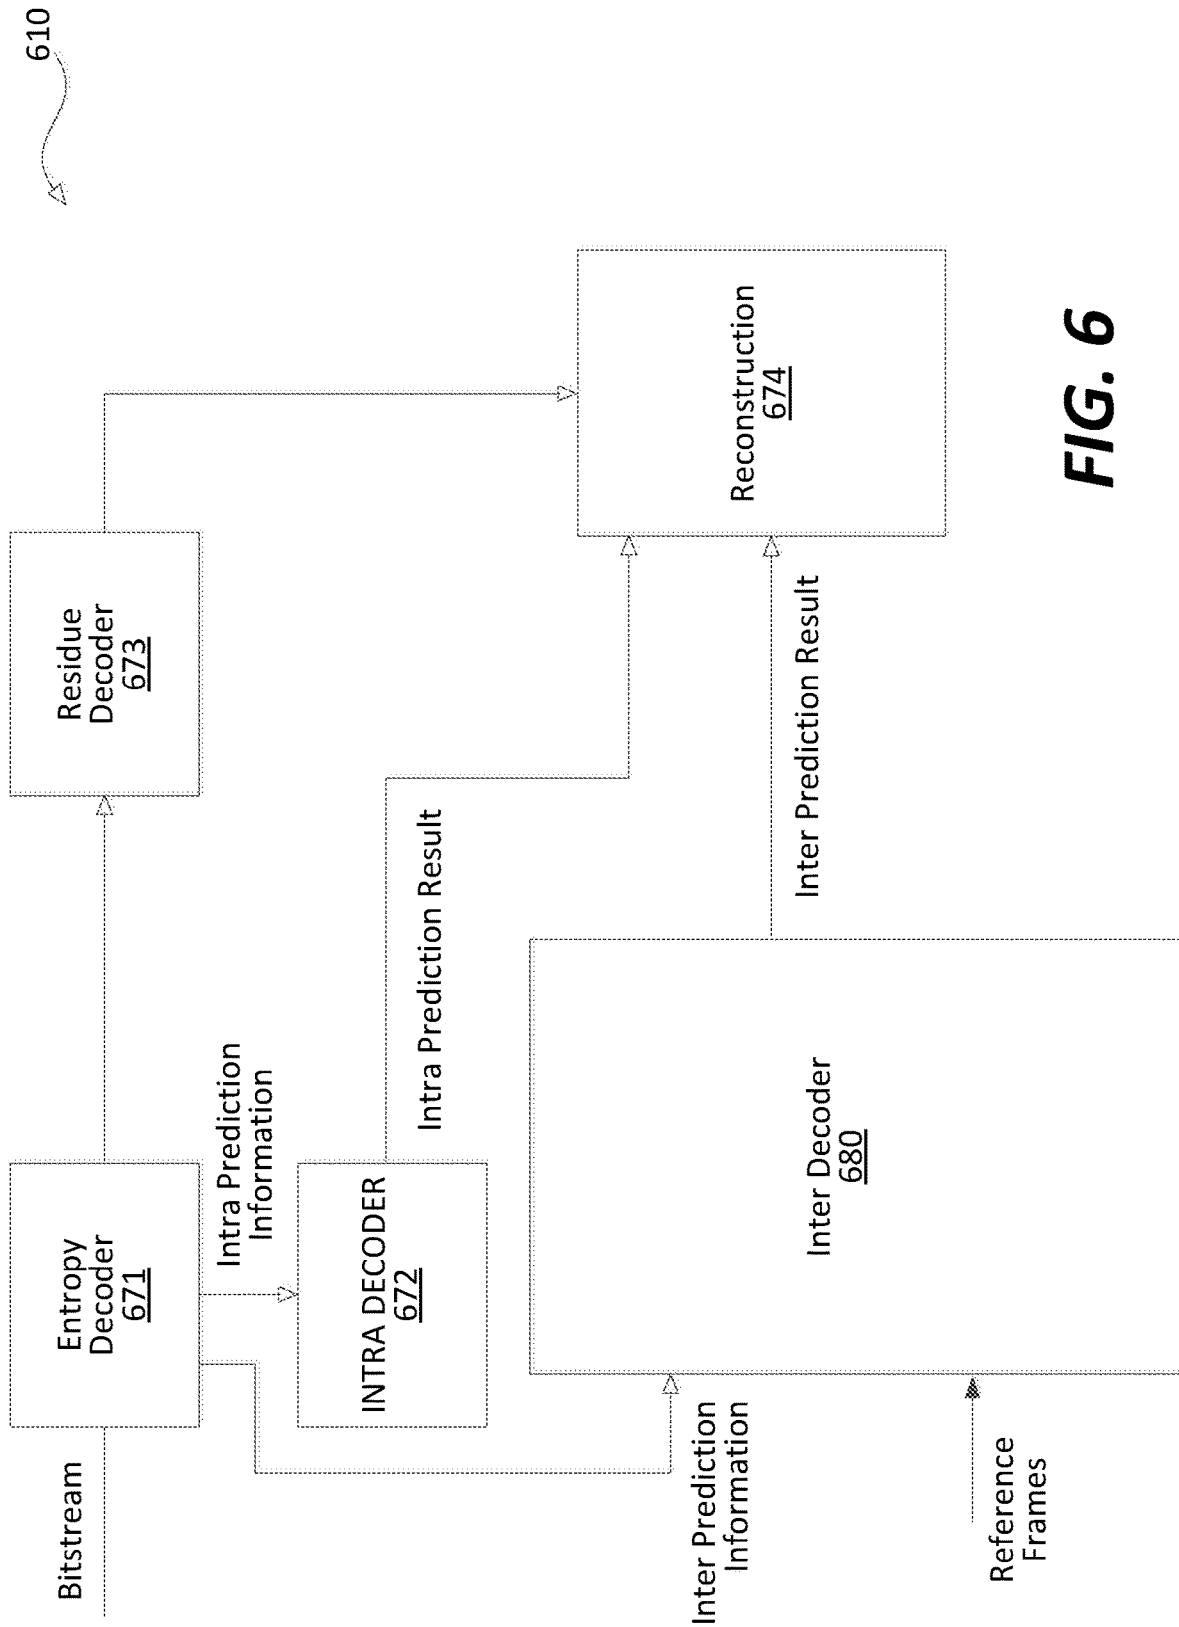 610
Bitstream
Entropy
Decoder
671
Residue
Decoder
673
Intra Prediction
Information
INTRA DECODER
672
Intra Prediction Result
Reconstruction
674
Inter Prediction
Information
Inter Decoder
680
Inter Prediction Result
Reference
Frames
FIG. 6